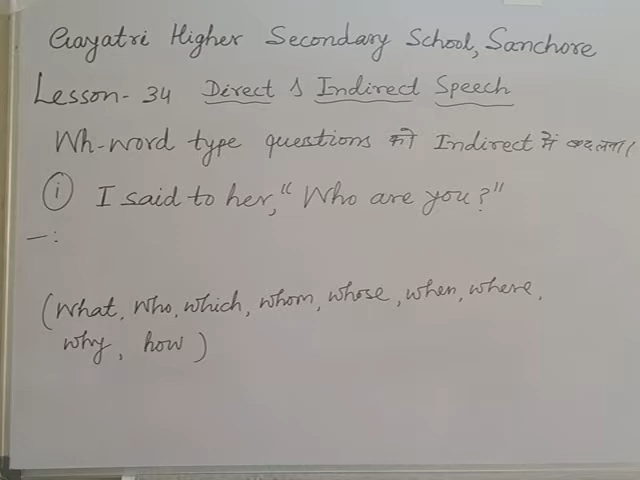 Gayatri Higher Secondary School, Sanchore
Lesson- 34 Direct & Indirect Speech
Wh-word type questions को Indirect में बदलना।
(i) I said to her, "Who are you?"
—:
(What, Who, which, whom, whose, when, where,
why, how)